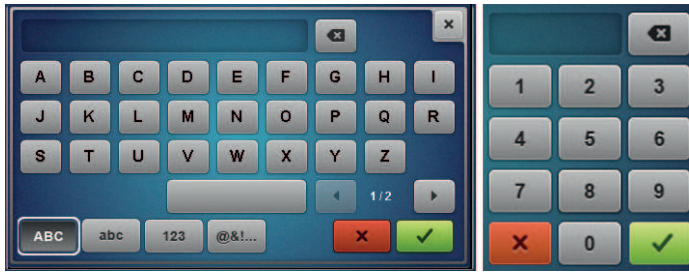 A B C D E F G H I
J K L M N O P Q R
S T U V W X Y Z
1/2
ABC abc 123 @&!...
1 2 3
4 5 6
7 8 9
0